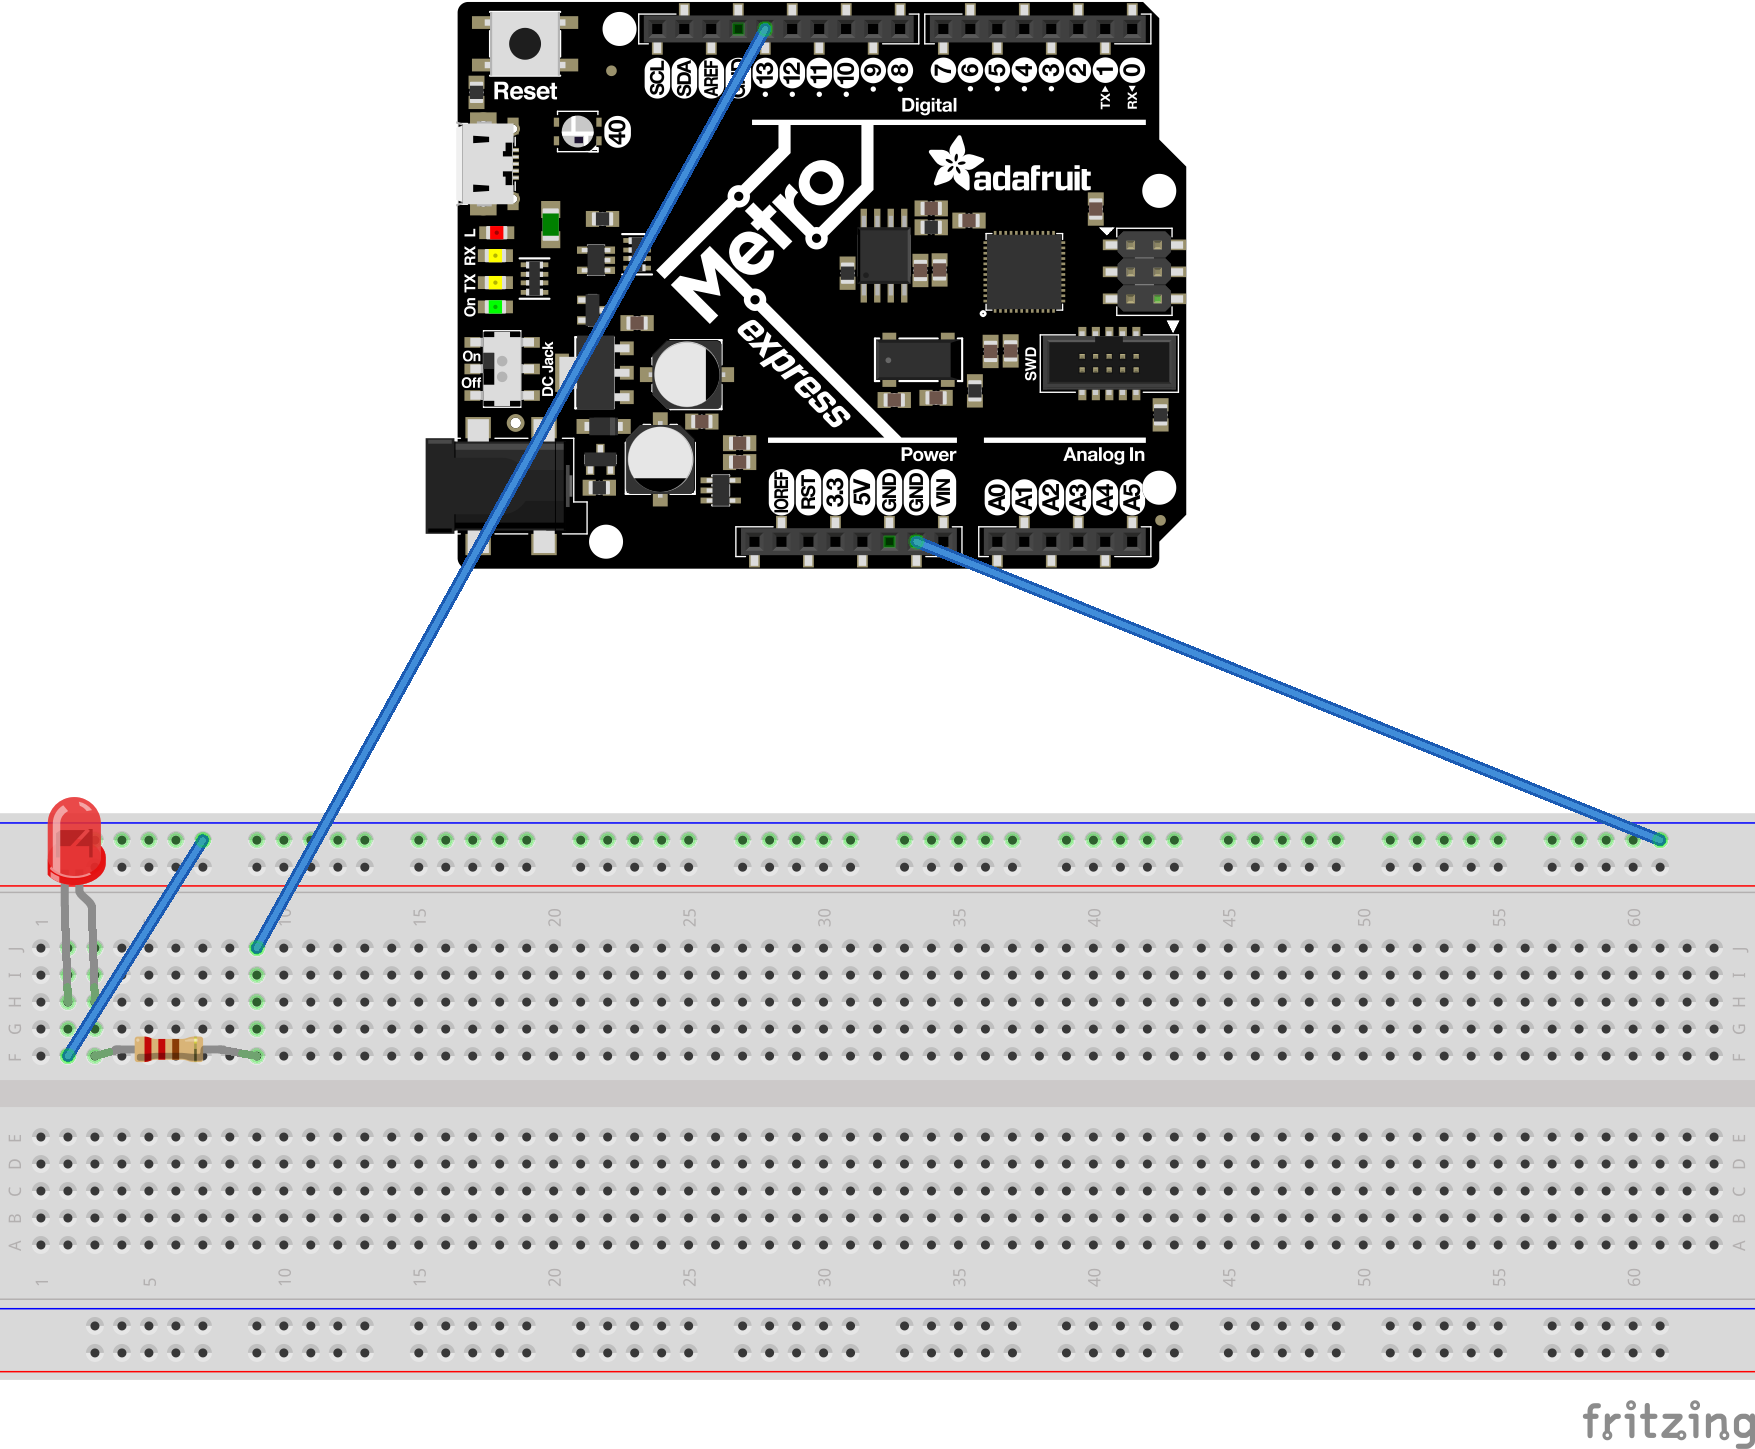 Reset
SCL SDA AREF GND 13 12 11 10 9 8 7 6 5 4 3 2 1 0
TX RX
Digital
40
Metro
express
adafruit
L
RX
TX
On
On
Off
DC Jack
SWD
Power
Analog In
IOREF RST 3.3 5V GND GND VIN A0 A1 A2 A3 A4 A5
1 10 15 20 25 30 35 40 45 50 55 60
J J
I I
H H
G G
F F
E E
D D
C C
B B
A A
1 5 10 15 20 25 30 35 40 45 50 55 60
fritzing